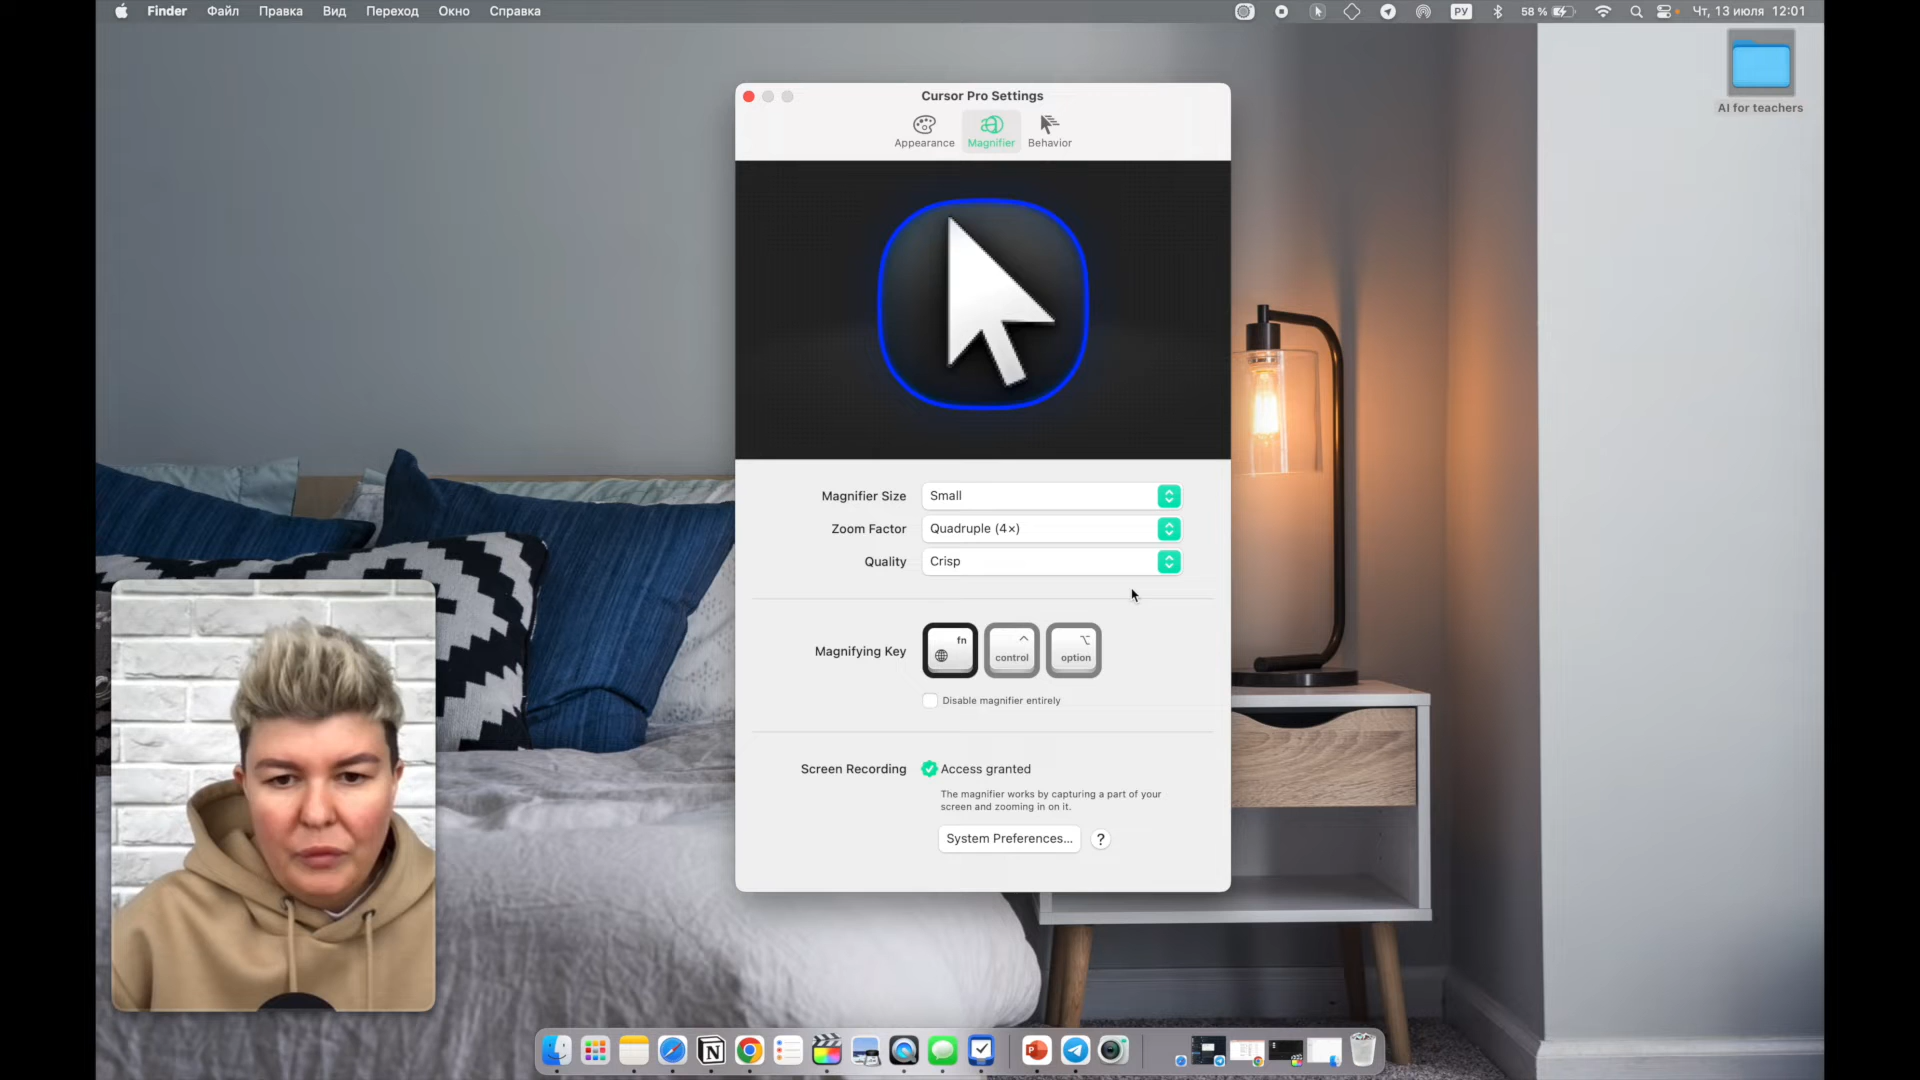 Finder Файл Правка Вид Переход Окно Справка РУ 58 % Чт, 13 июля 12:01
AI for teachers
Cursor Pro Settings
Appearance Magnifier Behavior
Magnifier Size Small
Zoom Factor Quadruple (4×)
Quality Crisp
Magnifying Key fn control option
Disable magnifier entirely
Screen Recording Access granted
The magnifier works by capturing a part of your
screen and zooming in on it.
System Preferences... ?